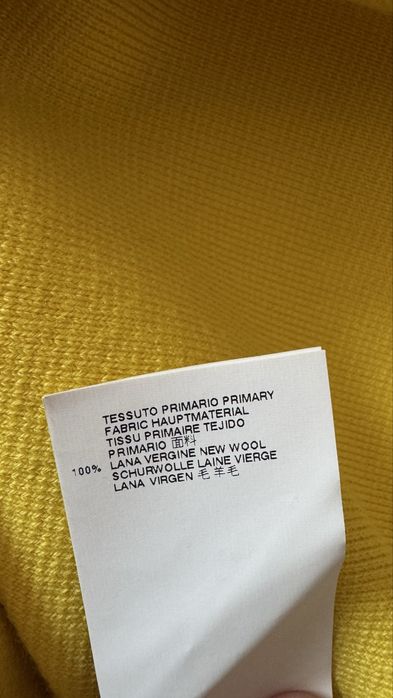 TESSUTO PRIMARIO PRIMARY
FABRIC HAUPTMATERIAL
TISSU PRIMAIRE TEJIDO
PRIMARIO 面料
100% LANA VERGINE NEW WOOL
SCHURWOLLE LAINE VIERGE
LANA VIRGEN 毛 羊毛